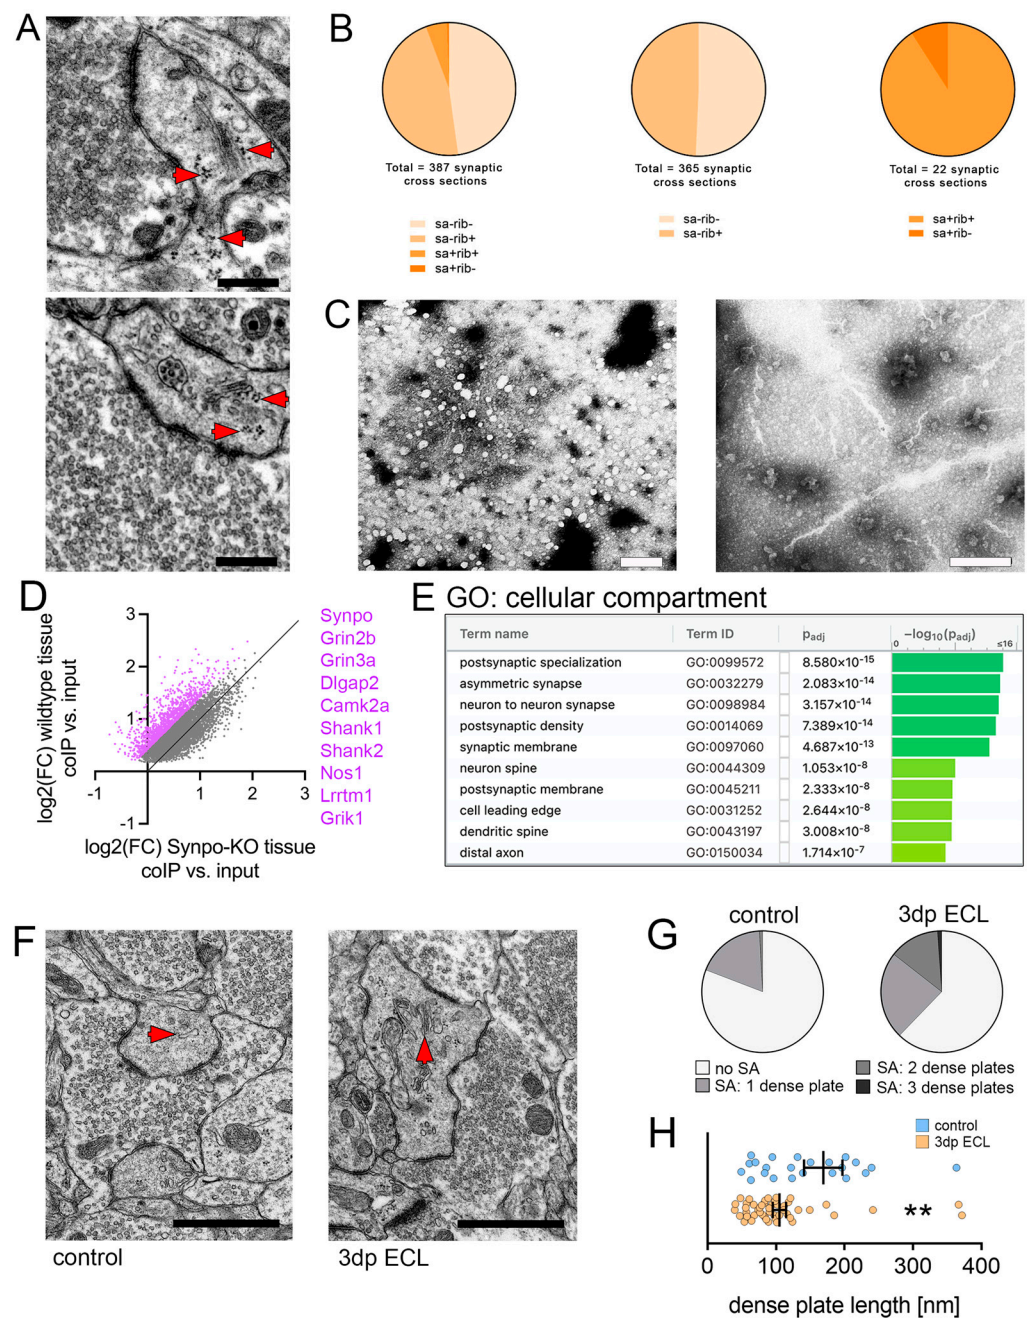 A
B
Total = 387 synaptic
cross sections
sa-rib-
sa-rib+
sa+rib+
sa+rib-
Total = 365 synaptic
cross sections
sa-rib-
sa-rib+
Total = 22 synaptic
cross sections
sa+rib+
sa+rib-
C
D
log2(FC) wildtype tissue
coIP vs. input
3
2
1
-1
-1
0
1
2
3
log2(FC) Synpo-KO tissue
coIP vs. input
Synpo
Grin2b
Grin3a
Dlgap2
Camk2a
Shank1
Shank2
Nos1
Lrrtm1
Grik1
E GO: cellular compartment
Term name Term ID padj −log10(padj)
0 ≤16
postsynaptic specialization GO:0099572 8.580×10-15
asymmetric synapse GO:0032279 2.083×10-14
neuron to neuron synapse GO:0098984 3.157×10-14
postsynaptic density GO:0014069 7.389×10-14
synaptic membrane GO:0097060 4.687×10-13
neuron spine GO:0044309 1.053×10-8
postsynaptic membrane GO:0045211 2.333×10-8
cell leading edge GO:0031252 2.644×10-8
dendritic spine GO:0043197 3.008×10-8
distal axon GO:0150034 1.714×10-7
F
control
3dp ECL
G
control
3dp ECL
no SA
SA: 1 dense plate
SA: 2 dense plates
SA: 3 dense plates
H
control
3dp ECL
**
0 100 200 300 400
dense plate length [nm]